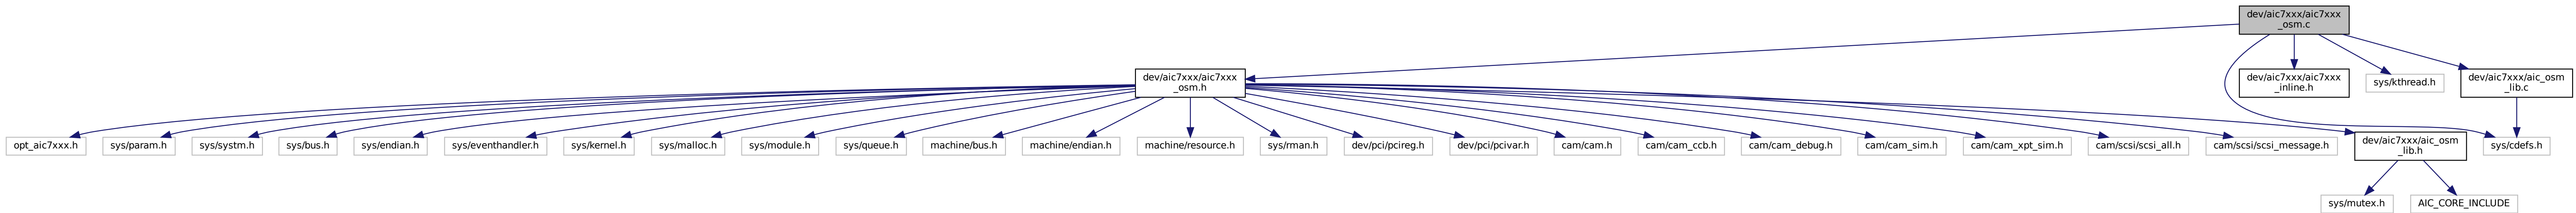 dev/aic7xxx/aic7xxx
_osm.c
dev/aic7xxx/aic7xxx
_osm.h
dev/aic7xxx/aic7xxx
_inline.h
sys/kthread.h
dev/aic7xxx/aic_osm
_lib.c
opt_aic7xxx.h
sys/param.h
sys/systm.h
sys/bus.h
sys/endian.h
sys/eventhandler.h
sys/kernel.h
sys/malloc.h
sys/module.h
sys/queue.h
machine/bus.h
machine/endian.h
machine/resource.h
sys/rman.h
dev/pci/pcireg.h
dev/pci/pcivar.h
cam/cam.h
cam/cam_ccb.h
cam/cam_debug.h
cam/cam_sim.h
cam/cam_xpt_sim.h
cam/scsi/scsi_all.h
cam/scsi/scsi_message.h
dev/aic7xxx/aic_osm
_lib.h
sys/cdefs.h
sys/mutex.h
AIC_CORE_INCLUDE